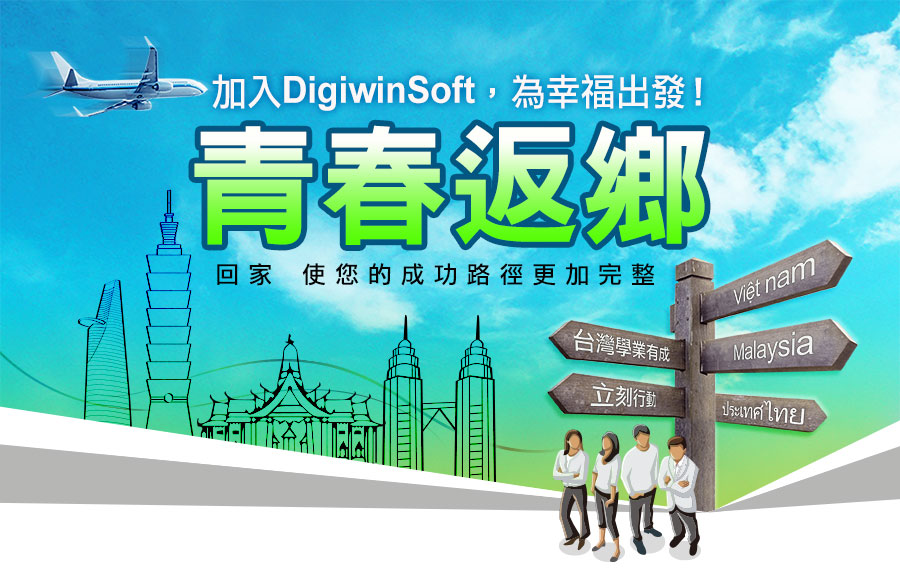 加入DigiwinSoft，為幸福出發！
青春返鄉
回家 使您的成功路徑更加完整
Việt nam
台灣學業有成
Malaysia
立刻行動
ประเทศไทย